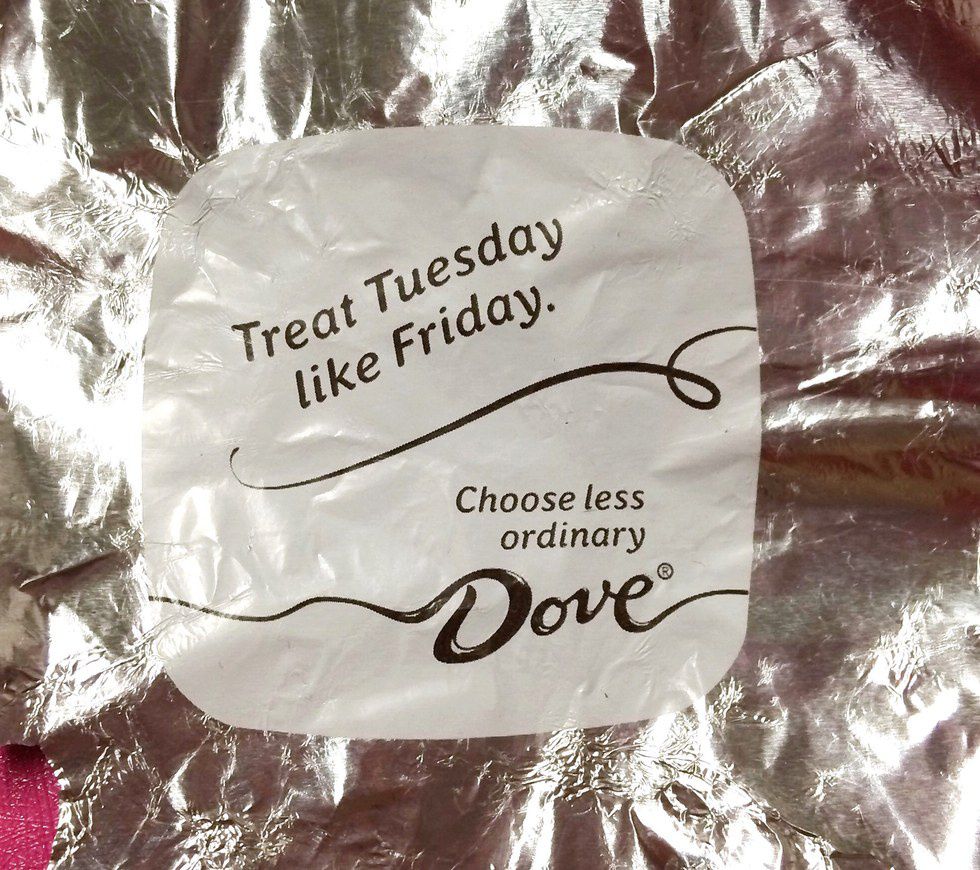 Treat Tuesday
like Friday.
Choose less
ordinary
Dove®